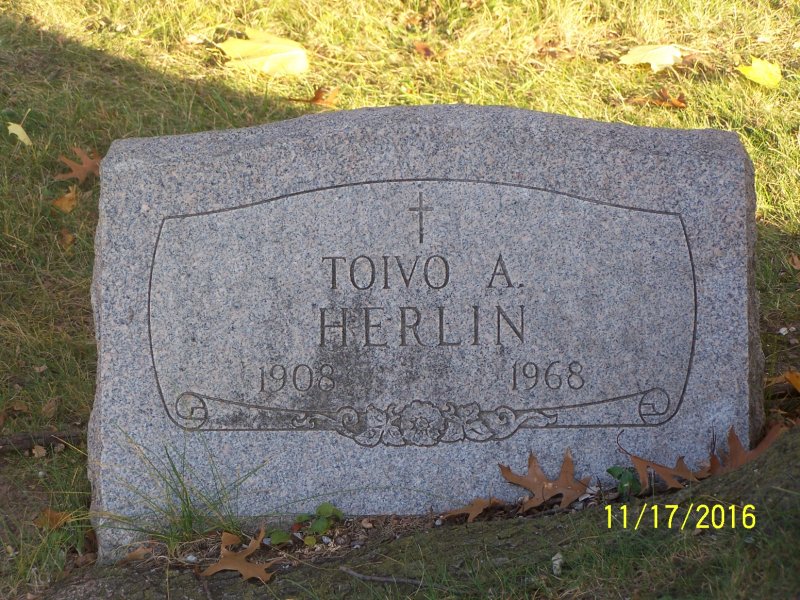 TOIVO A.
HERLIN
1908 1968
11/17/2016